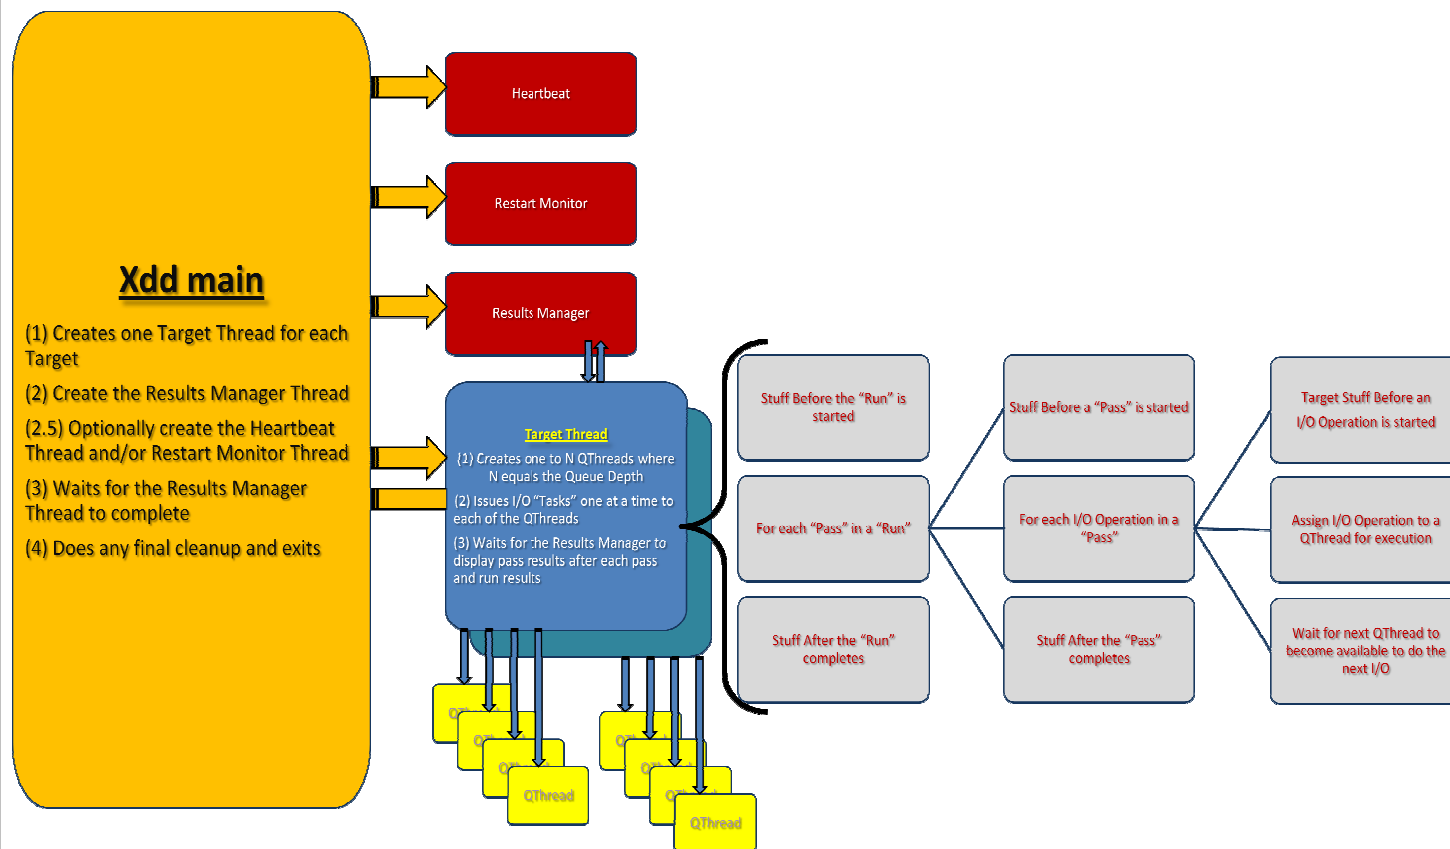 Xdd main
(1) Creates one Target Thread for each
Target
(2) Create the Results Manager Thread
(2.5) Optionally create the Heartbeat
Thread and/or Restart Monitor Thread
(3) Waits for the Results Manager
Thread to complete
(4) Does any final cleanup and exits
Heartbeat
Restart Monitor
Results Manager
Target Thread
(1) Creates one to N QThreads where
N equals the Queue Depth
(2) Issues I/O “Tasks” one at a time to
each of the QThreads
(3) Waits for the Results Manager to
display pass results after each pass
and run results
QThread
QThread
Stuff Before the “Run” is
started
For each “Pass” in a “Run”
Stuff After the “Run”
completes
Stuff Before a “Pass” is started
For each I/O Operation in a
“Pass”
Stuff After the “Pass”
completes
Target Stuff Before an
I/O Operation is started
Assign I/O Operation to a
QThread for execution
Wait for next QThread to
become available to do the
next I/O